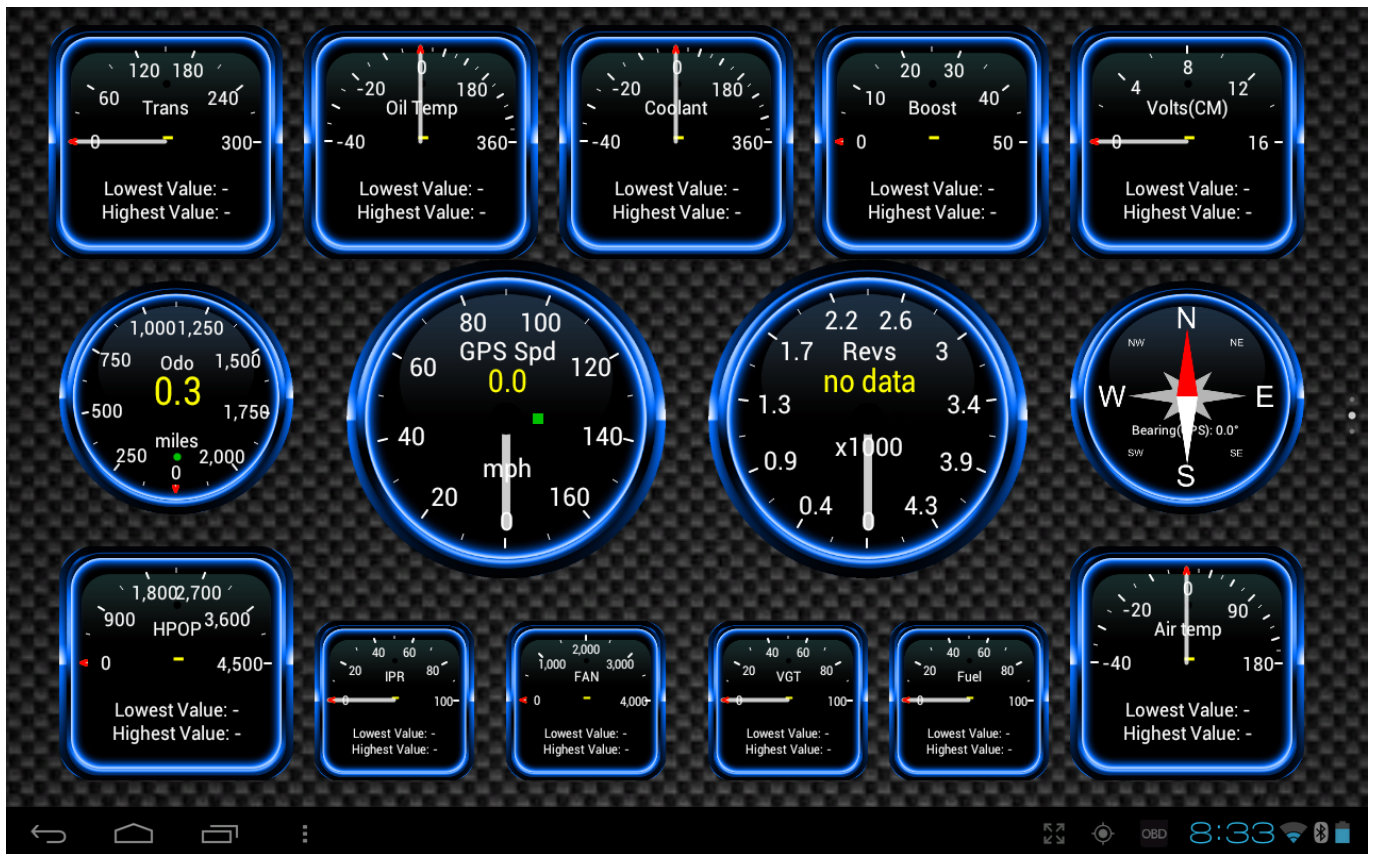 120 180
60 240
Trans
0 300
Lowest Value: -
Highest Value: -
0
-20 180
Oil Temp
-40 360
Lowest Value: -
Highest Value: -
0
-20 180
Coolant
-40 360
Lowest Value: -
Highest Value: -
20 30
10 40
Boost
0 50
Lowest Value: -
Highest Value: -
8
4 12
Volts(CM)
0 16
Lowest Value: -
Highest Value: -
1,000 1,250
750 1,500
Odo
0.3
500 1,750
miles
250 2,000
0
80 100
GPS Spd
60 120
0.0
40 140
mph
20 160
0
2.2 2.6
1.7 Revs 3
no data
1.3 3.4
x1000
0.9 3.9
0.4 4.3
0
N
NW NE
W E
Bearing(GPS): 0.0°
SW SE
S
1,800 2,700
900 3,600
HPOP
0 4,500
Lowest Value: -
Highest Value: -
40 60
20 80
IPR
0 100
Lowest Value: -
Highest Value: -
2,000
1,000 3,000
FAN
0 4,000
Lowest Value: -
Highest Value: -
40 60
20 80
VGT
0 100
Lowest Value: -
Highest Value: -
40 60
20 80
Fuel
0 100
Lowest Value: -
Highest Value: -
0
-20 90
Air temp
-40 180
Lowest Value: -
Highest Value: -
OBD 8:33